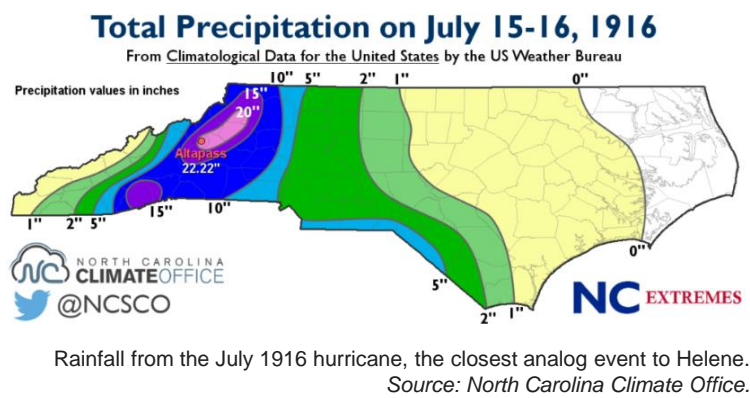 Total Precipitation on July 15-16, 1916
From Climatological Data for the United States by the US Weather Bureau
Precipitation values in inches
10" 5" 2" 1" 0"
15"
20"
Altapass
22.22"
1" 2" 5" 15" 10"
0"
5"
2" 1"
NC NORTH CAROLINA
CLIMATEOFFICE
@NCSCO
NC EXTREMES
Rainfall from the July 1916 hurricane, the closest analog event to Helene.
Source: North Carolina Climate Office.